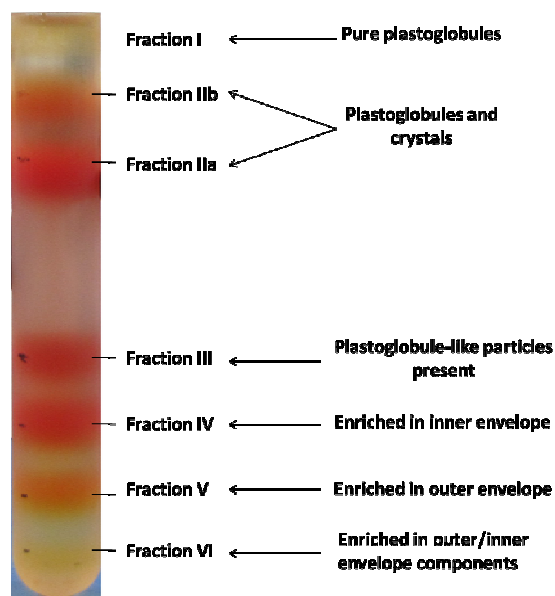 Fraction I
Pure plastoglobules
Fraction IIb
Plastoglobules and
crystals
Fraction IIa
Fraction III
Plastoglobule-like particles
present
Fraction IV
Enriched in inner envelope
Fraction V
Enriched in outer envelope
Fraction VI
Enriched in outer/inner
envelope components